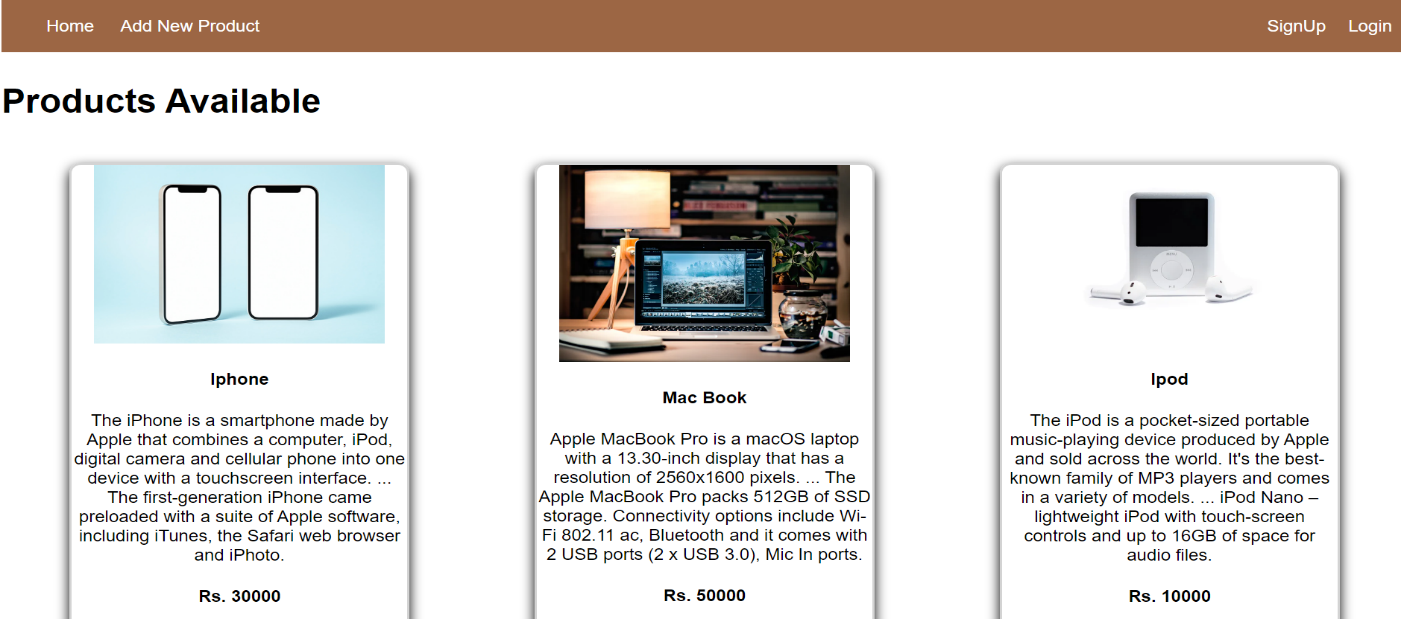 Home Add New Product SignUp Login
Products Available
Iphone
The iPhone is a smartphone made by
Apple that combines a computer, iPod,
digital camera and cellular phone into one
device with a touchscreen interface. ...
The first-generation iPhone came
preloaded with a suite of Apple software,
including iTunes, the Safari web browser
and iPhoto.
Rs. 30000
Mac Book
Apple MacBook Pro is a macOS laptop
with a 13.30-inch display that has a
resolution of 2560x1600 pixels. ... The
Apple MacBook Pro packs 512GB of SSD
storage. Connectivity options include Wi-
Fi 802.11 ac, Bluetooth and it comes with
2 USB ports (2 x USB 3.0), Mic In ports.
Rs. 50000
MENU
Ipod
The iPod is a pocket-sized portable
music-playing device produced by Apple
and sold across the world. It's the best-
known family of MP3 players and comes
in a variety of models. ... iPod Nano –
lightweight iPod with touch-screen
controls and up to 16GB of space for
audio files.
Rs. 10000